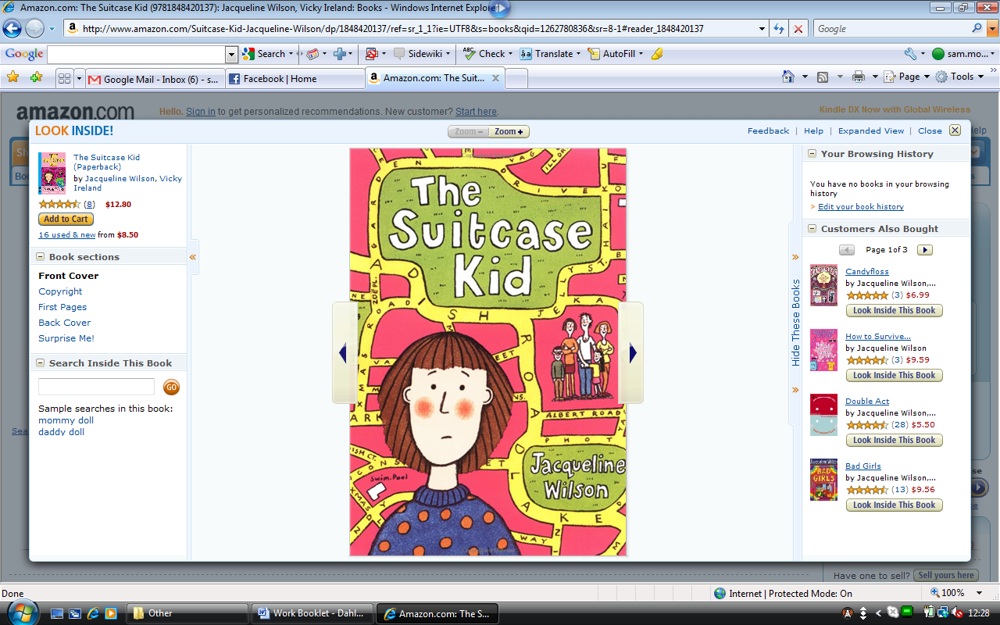 Amazon.com: The Suitcase Kid (9781848420137): Jacqueline Wilson, Vicky Ireland: Books - Windows Internet Explorer
http://www.amazon.com/Suitcase-Kid-Jacqueline-Wilson/dp/1848420137/ref=sr_1_1?ie=UTF8&s=books&qid=1262780836&sr=8-1#reader_1848420137
Google
Google Search Sidewiki Check Translate AutoFill sam.mo...
Google Mail - Inbox (6) - s... Facebook | Home Amazon.com: The Suit... Page Tools
amazon.com Hello. Sign in to get personalized recommendations. New customer? Start here. Kindle DX Now with Global Wireless
LOOK INSIDE! Zoom − Zoom + Feedback | Help | Expanded View | Close
The Suitcase Kid
(Paperback)
by Jacqueline Wilson, Vicky
Ireland
(8) $12.80
Add to Cart
16 used & new from $8.50
Book sections
Front Cover
Copyright
First Pages
Back Cover
Surprise Me!
Search Inside This Book
GO
Sample searches in this book:
mommy doll
daddy doll
The
Suitcase
Kid
DRIVE
ALBERT ROAD
Swim. Pool
Jacqueline
Wilson
WAY
Hide These Books
Your Browsing History
You have no books in your browsing
history
> Edit your book history
Customers Also Bought
Page 1of 3
Candyfloss
by Jacqueline Wilson,...
(3) $6.99
Look Inside This Book
How to Survive...
by Jacqueline Wilson
(3) $9.59
Look Inside This Book
Double Act
by Jacqueline Wilson,...
(28) $5.50
Look Inside This Book
Bad Girls
by Jacqueline Wilson,...
(13) $9.56
Look Inside This Book
Have one to sell? Sell yours here
Done Internet | Protected Mode: On 100%
Other Work Booklet - Dahl... Amazon.com: The S... 12:28